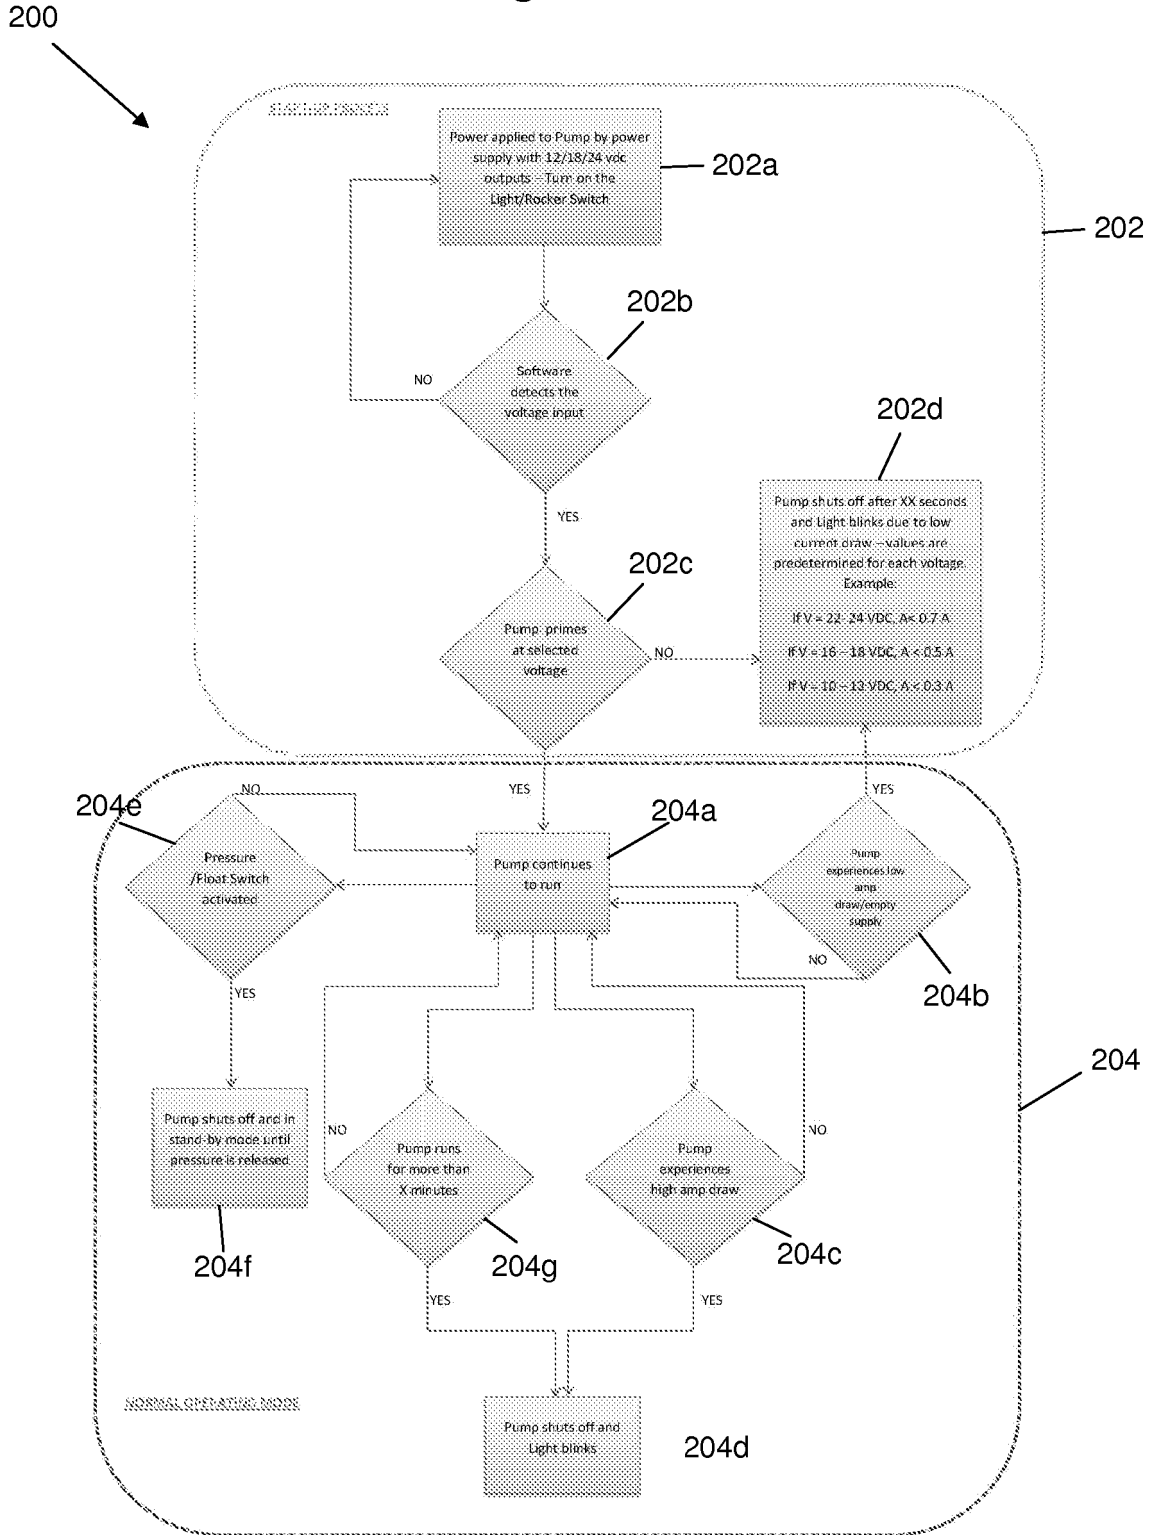 200
Power applied to Pump by power
supply with 12/18/24 vdc
outputs – Turn on the
Light/Rocker Switch
202a
202
202b
Software
detects the
voltage input
NO
YES
202d
Pump shuts off after XX seconds
and Light blinks due to low
current draw – values are
predetermined for each voltage.
Example:
If V = 22- 24 VDC, A< 0.7 A
If V = 16 – 18 VDC, A < 0.5 A
If V = 10 – 13 VDC, A < 0.3 A
202c
Pump primes
at selected
voltage
NO
YES
204e
NO
Pressure
/Float Switch
activated
YES
204a
Pump continues
to run
YES
Pump
experiences low
amp
draw/empty
supply
NO
204b
204
Pump shuts off and in
stand-by mode until
pressure is released
204f
NO
Pump runs
for more than
X minutes
204g
YES
Pump
experiences
high amp draw
NO
204c
YES
NORMAL OPERATING MODE
Pump shuts off and
Light blinks
204d